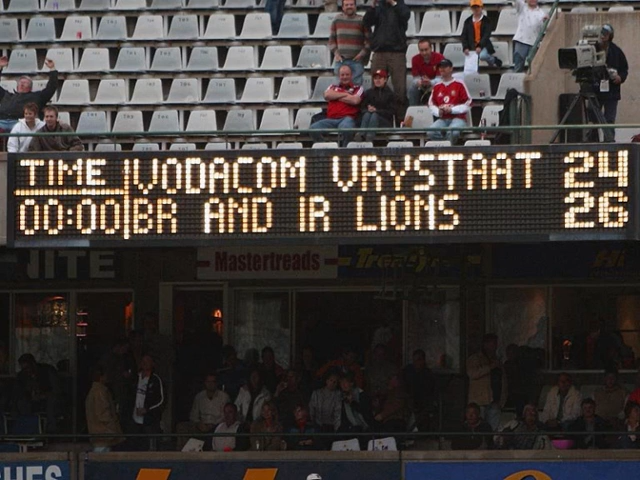 TIME VODACOM VRYSTAAT 24
00:00 BR AND IR LIONS 26
Mastertreads